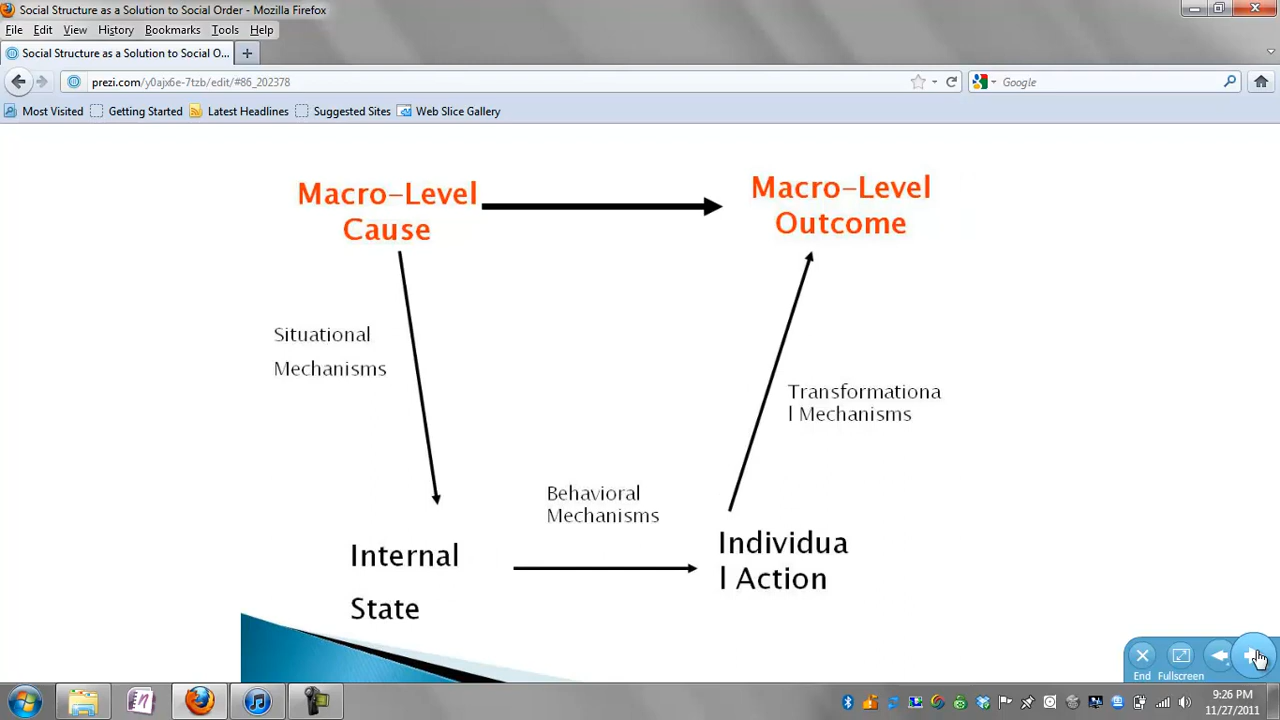 Social Structure as a Solution to Social Order - Mozilla Firefox
File Edit View History Bookmarks Tools Help
Social Structure as a Solution to Social O...
prezi.com/y0ajx6e-7tzb/edit/#86_202378
Google
Most Visited Getting Started Latest Headlines Suggested Sites Web Slice Gallery
Macro-Level
Cause
Macro-Level
Outcome
Situational
Mechanisms
Transformationa
l Mechanisms
Behavioral
Mechanisms
Internal
State
Individua
l Action
End Fullscreen
9:26 PM
11/27/2011